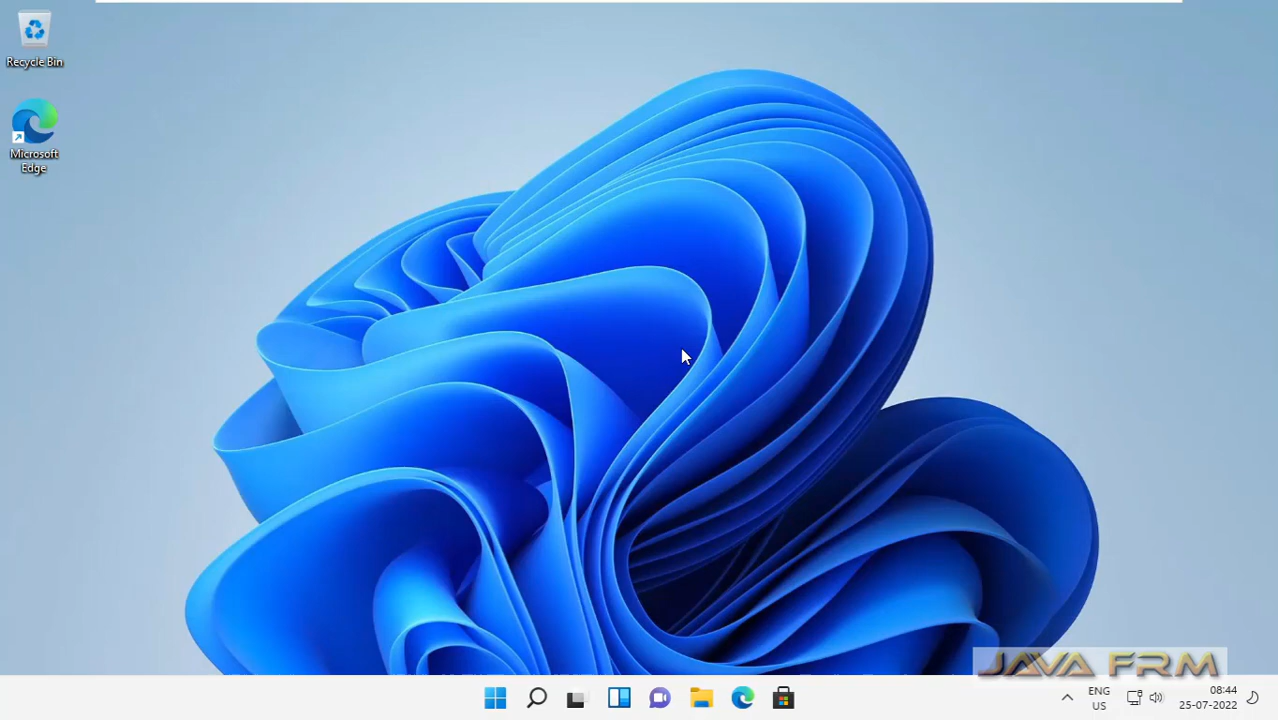 Recycle Bin
Microsoft
Edge
JAVA FRM
ENG
US
08:44
25-07-2022